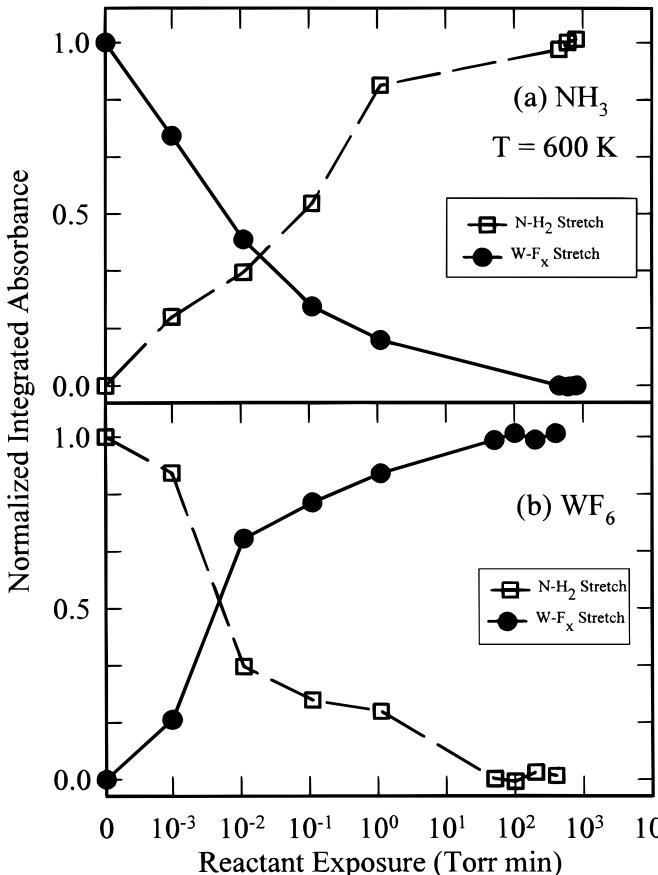 1.0
(a) NH3
T = 600 K
0.5
N-H2 Stretch
W-Fx Stretch
0.0
Normalized Integrated Absorbance
1.0
(b) WF6
N-H2 Stretch
0.5
W-Fx Stretch
0.0
0 10-3 10-2 10-1 100 101 102 103 10
Reactant Exposure (Torr min)